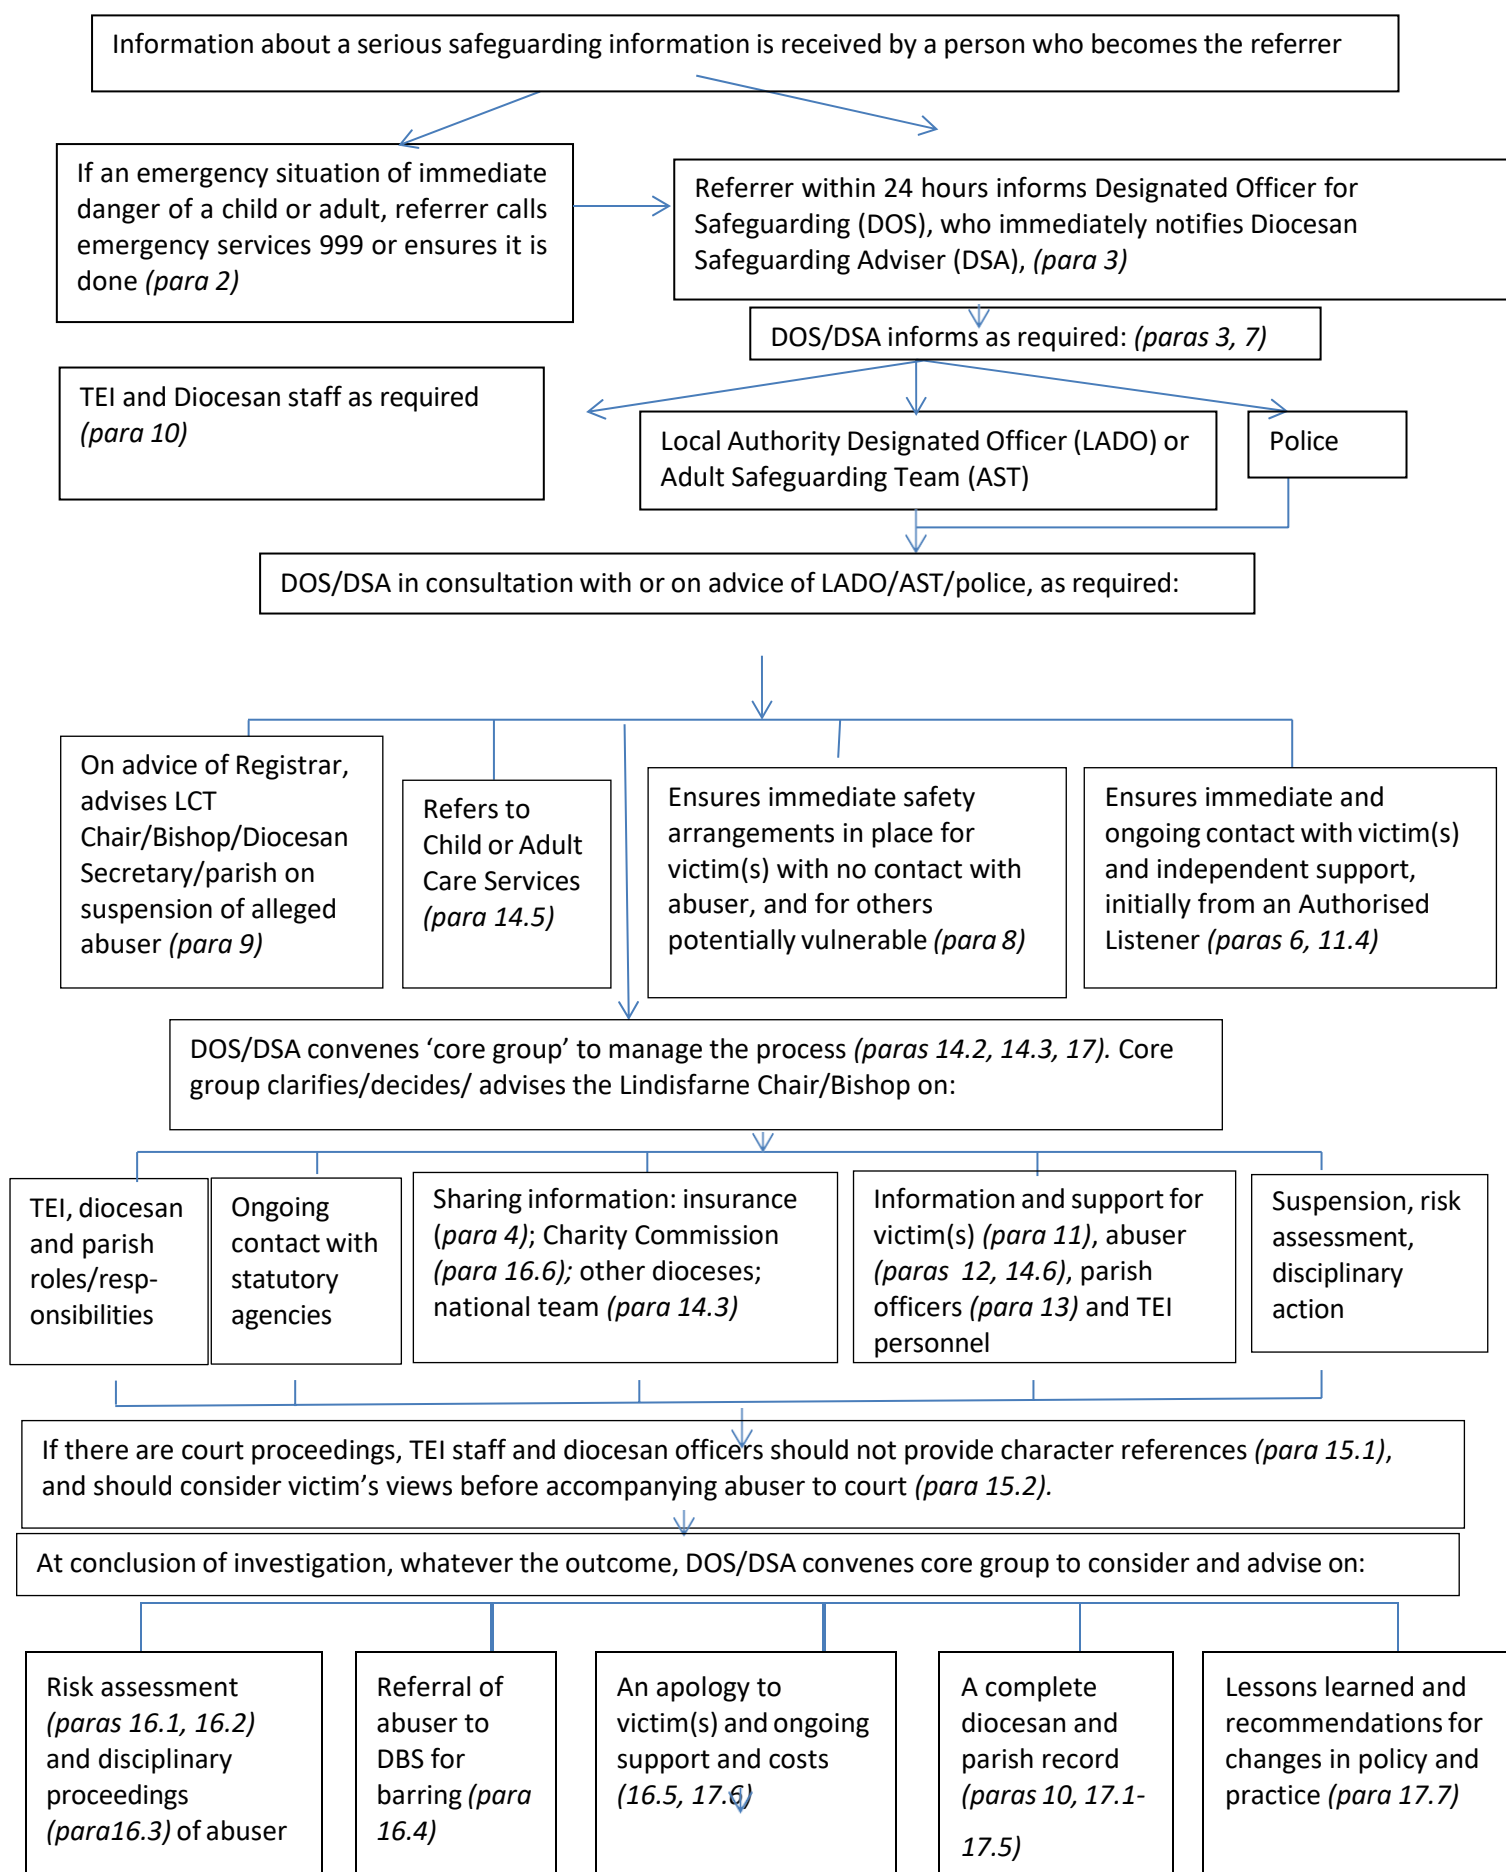 Information about a serious safeguarding information is received by a person who becomes the referrer
If an emergency situation of immediate
danger of a child or adult, referrer calls
emergency services 999 or ensures it is
done (para 2)
Referrer within 24 hours informs Designated Officer for
Safeguarding (DOS), who immediately notifies Diocesan
Safeguarding Adviser (DSA), (para 3)
DOS/DSA informs as required: (paras 3, 7)
TEI and Diocesan staff as required
(para 10)
Local Authority Designated Officer (LADO) or
Adult Safeguarding Team (AST)
Police
DOS/DSA in consultation with or on advice of LADO/AST/police, as required:
On advice of Registrar,
advises LCT
Chair/Bishop/Diocesan
Secretary/parish on
suspension of alleged
abuser (para 9)
Refers to
Child or Adult
Care Services
(para 14.5)
Ensures immediate safety
arrangements in place for
victim(s) with no contact with
abuser, and for others
potentially vulnerable (para 8)
Ensures immediate and
ongoing contact with victim(s)
and independent support,
initially from an Authorised
Listener (paras 6, 11.4)
DOS/DSA convenes ‘core group’ to manage the process (paras 14.2, 14.3, 17). Core
group clarifies/decides/ advises the Lindisfarne Chair/Bishop on:
TEI, diocesan
and parish
roles/resp-
onsibilities
Ongoing
contact with
statutory
agencies
Sharing information: insurance
(para 4); Charity Commission
(para 16.6); other dioceses;
national team (para 14.3)
Information and support for
victim(s) (para 11), abuser
(paras 12, 14.6), parish
officers (para 13) and TEI
personnel
Suspension, risk
assessment,
disciplinary
action
If there are court proceedings, TEI staff and diocesan officers should not provide character references (para 15.1),
and should consider victim’s views before accompanying abuser to court (para 15.2).
At conclusion of investigation, whatever the outcome, DOS/DSA convenes core group to consider and advise on:
Risk assessment
(paras 16.1, 16.2)
and disciplinary
proceedings
(para16.3) of abuser
Referral of
abuser to
DBS for
barring (para
16.4)
An apology to
victim(s) and ongoing
support and costs
(16.5, 17.6)
A complete
diocesan and
parish record
(paras 10, 17.1-
17.5)
Lessons learned and
recommendations for
changes in policy and
practice (para 17.7)